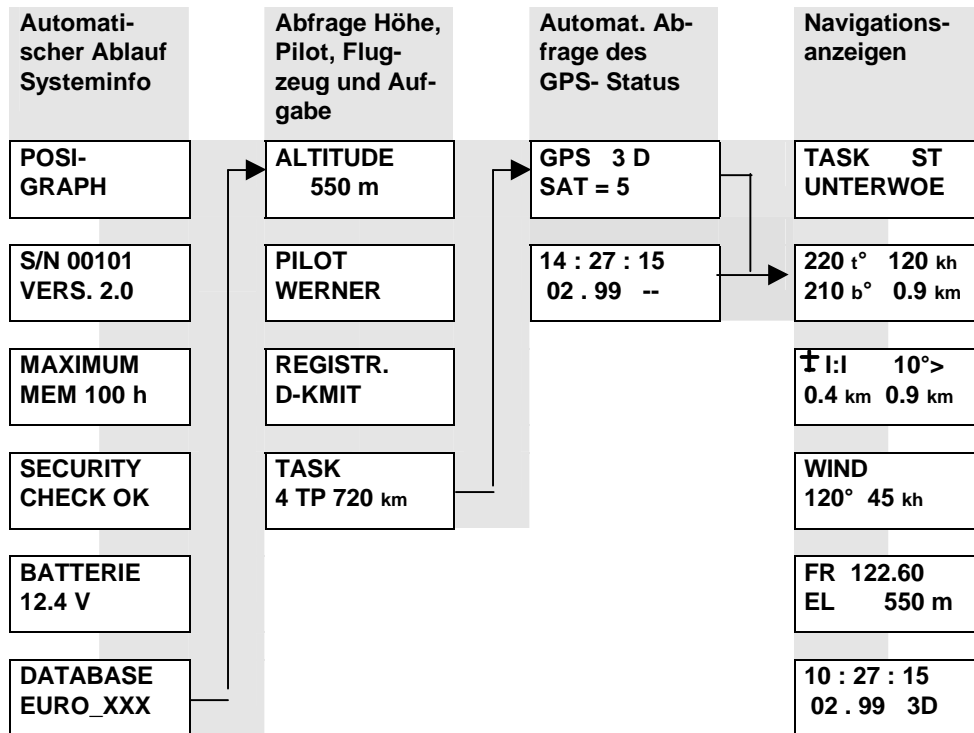 Automati-
scher Ablauf
Systeminfo
POSI-
GRAPH
S/N 00101
VERS. 2.0
MAXIMUM
MEM 100 h
SECURITY
CHECK OK
BATTERIE
12.4 V
DATABASE
EURO_XXX
Abfrage Höhe,
Pilot, Flug-
zeug und Auf-
gabe
ALTITUDE
550 m
PILOT
WERNER
REGISTR.
D-KMIT
TASK
4 TP 720 km
Automat. Ab-
frage des
GPS- Status
GPS 3 D
SAT = 5
14 : 27 : 15
02 . 99 --
Navigations-
anzeigen
TASK ST
UNTERWOE
220 t° 120 kh
210 b° 0.9 km
I:I 10°>
0.4 km 0.9 km
WIND
120° 45 kh
FR 122.60
EL 550 m
10 : 27 : 15
02 . 99 3D